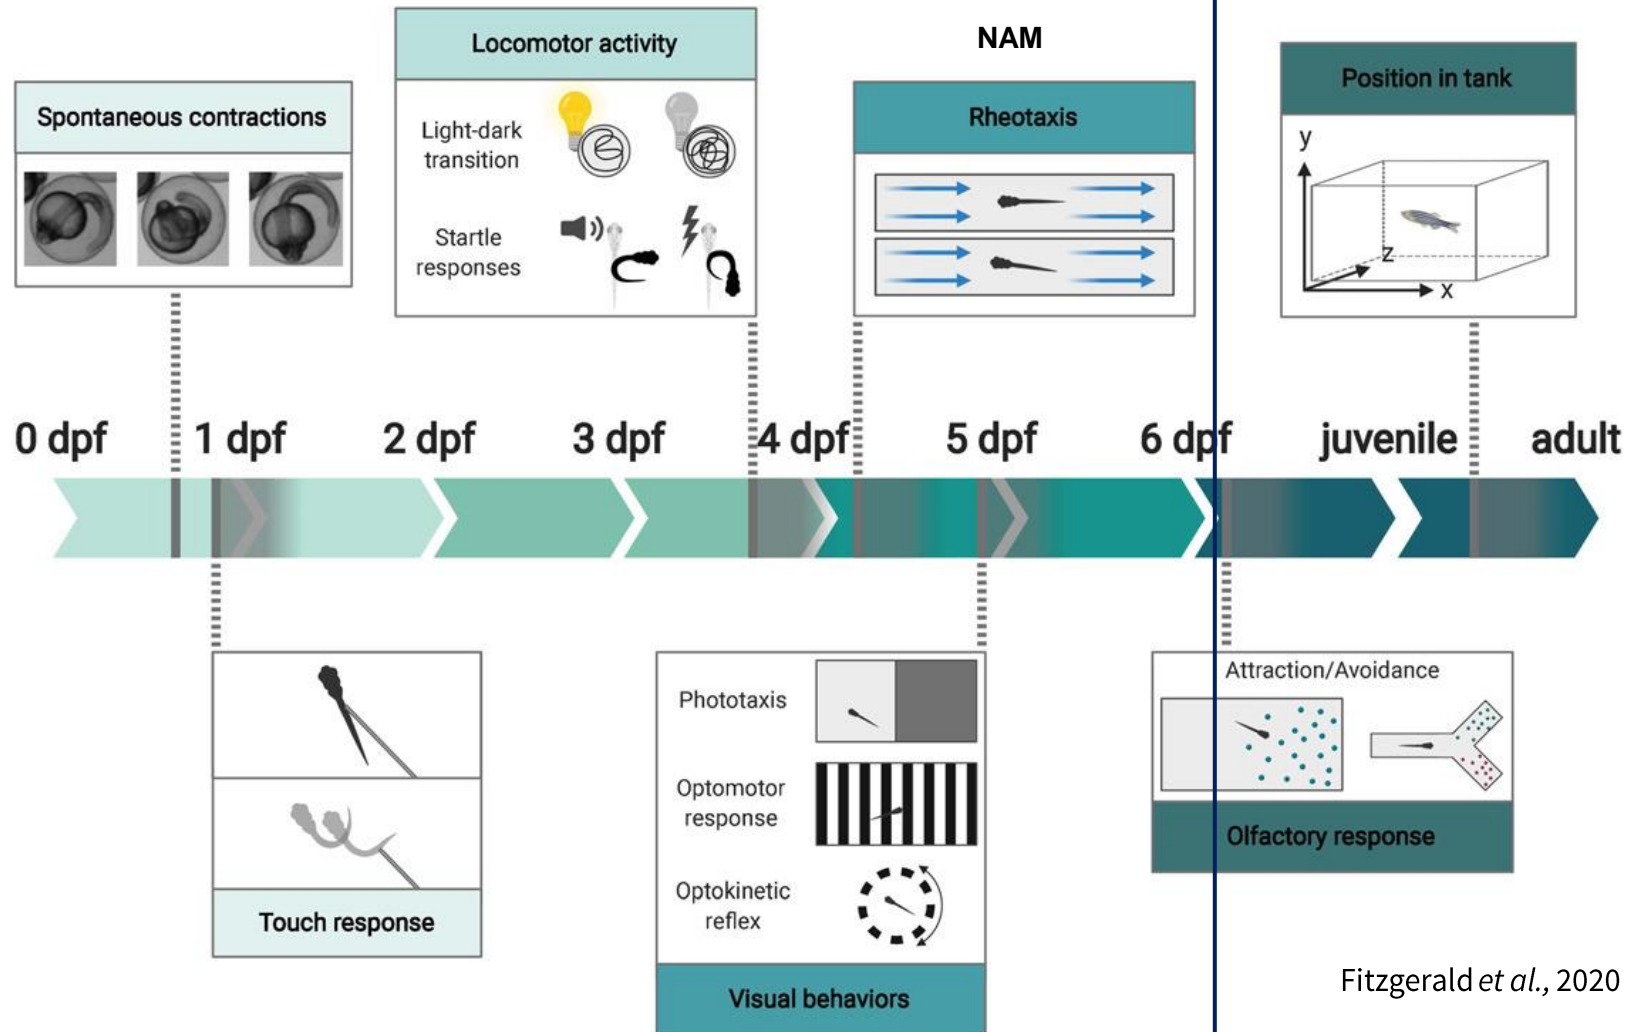 NAM
Spontaneous contractions
Locomotor activity
Light-dark
transition
Startle
responses
Rheotaxis
Position in tank
y
z
x
0 dpf
1 dpf
2 dpf
3 dpf
4 dpf
5 dpf
6 dpf
juvenile
adult
Touch response
Phototaxis
Optomotor
response
Optokinetic
reflex
Visual behaviors
Attraction/Avoidance
Olfactory response
Fitzgerald et al., 2020